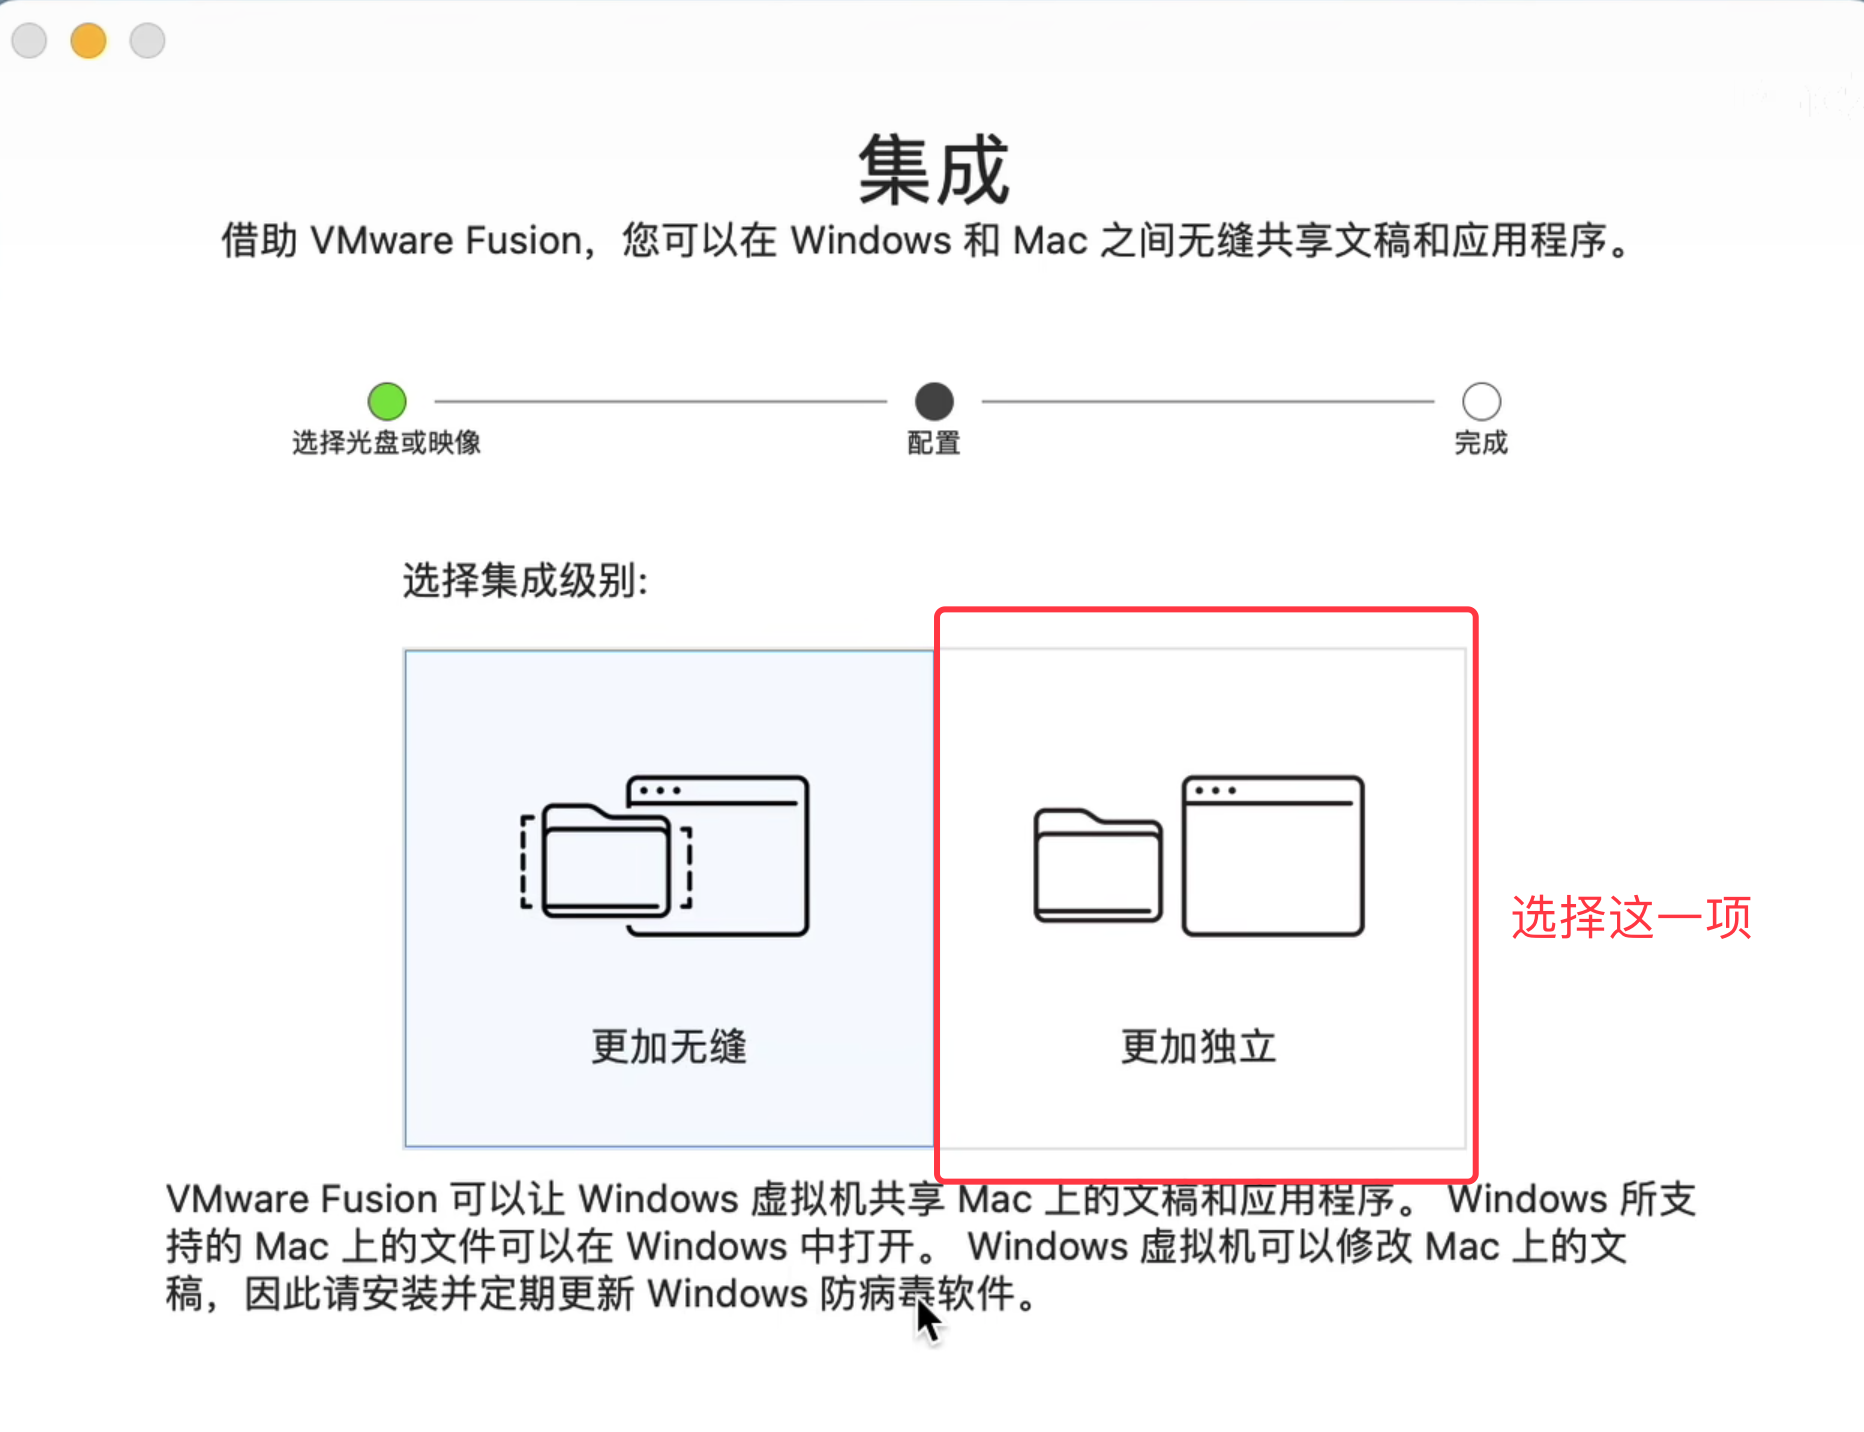 集成
借助 VMware Fusion，您可以在 Windows 和 Mac 之间无缝共享文稿和应用程序。
选择光盘或映像
配置
完成
选择集成级别:
选择这一项
更加无缝
更加独立
VMware Fusion 可以让 Windows 虚拟机共享 Mac 上的文稿和应用程序。 Windows 所支
持的 Mac 上的文件可以在 Windows 中打开。 Windows 虚拟机可以修改 Mac 上的文
稿，因此请安装并定期更新 Windows 防病毒软件。